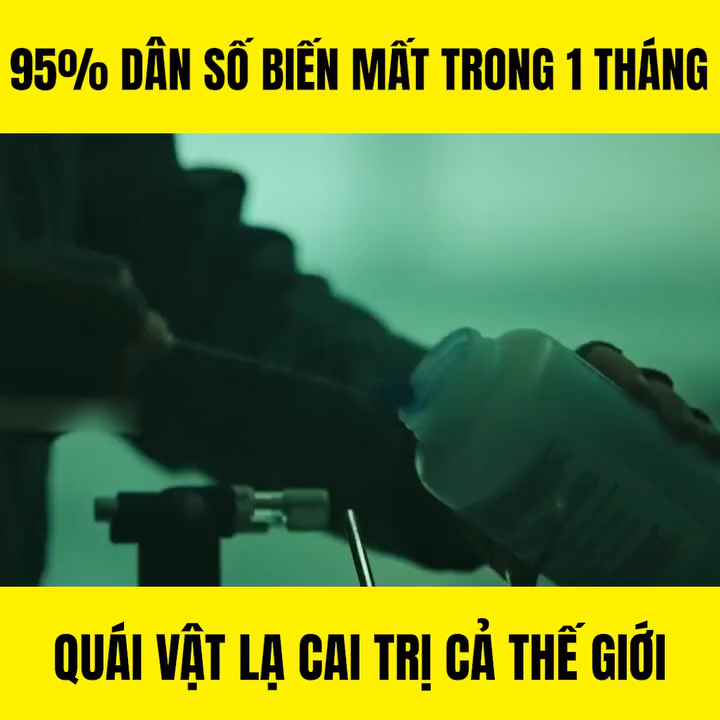 95% DÂN SỐ BIẾN MẤT TRONG 1 THÁNG
QUÁI VẬT LẠ CAI TRỊ CẢ THẾ GIỚI